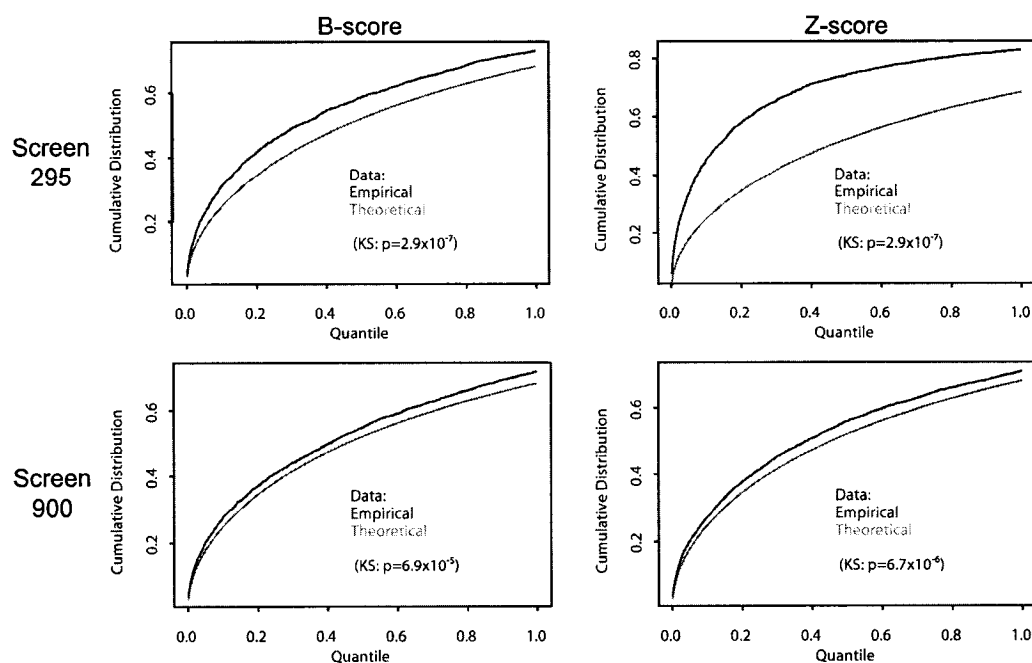 B-score
Z-score
Screen
295
Cumulative Distribution
0.2
0.4
0.6
Data:
Empirical
Theoretical
(KS: p=2.9x10⁻⁷)
0.0 0.2 0.4 0.6 0.8 1.0
Quantile
Cumulative Distribution
0.2
0.4
0.6
0.8
Data:
Empirical
Theoretical
(KS: p=2.9x10⁻⁷)
0.0 0.2 0.4 0.6 0.8 1.0
Quantile
Screen
900
Cumulative Distribution
0.2
0.4
0.6
Data:
Empirical
Theoretical
(KS: p=6.9x10⁻⁵)
0.0 0.2 0.4 0.6 0.8 1.0
Quantile
Cumulative Distribution
0.2
0.4
0.6
Data:
Empirical
Theoretical
(KS: p=6.7x10⁻⁶)
0.0 0.2 0.4 0.6 0.8 1.0
Quantile